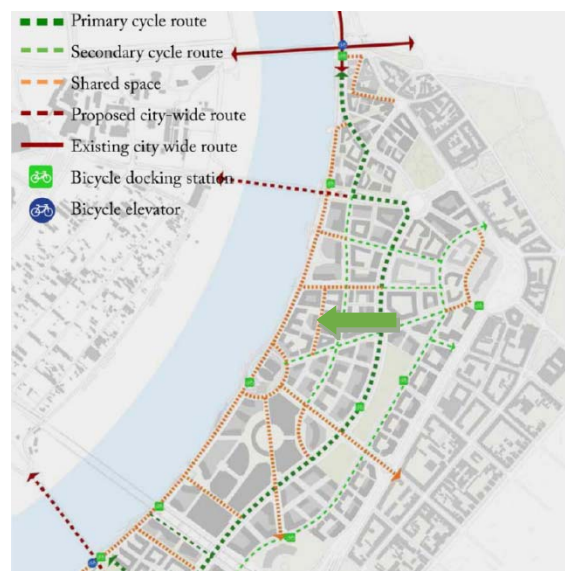 Primary cycle route
Secondary cycle route
Shared space
Proposed city-wide route
Existing city wide route
Bicycle docking station
Bicycle elevator